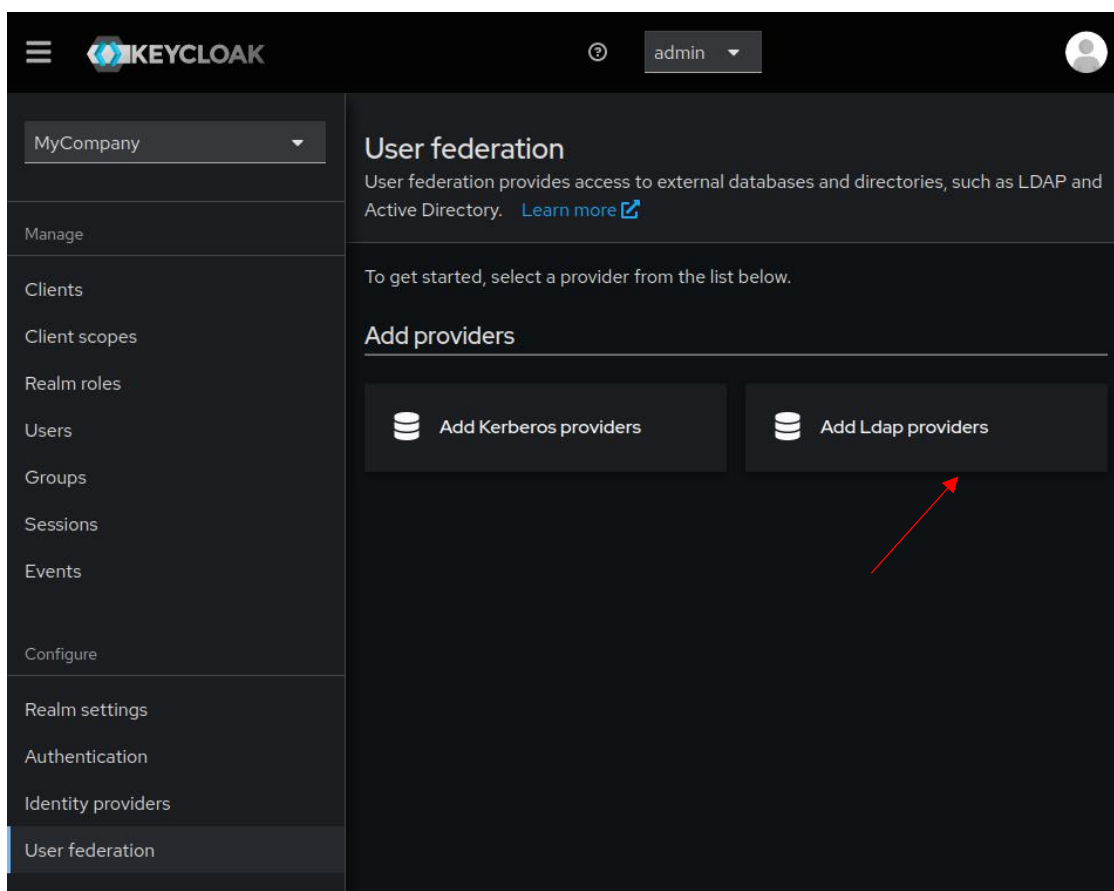 KEYCLOAK
admin
MyCompany
Manage
Clients
Client scopes
Realm roles
Users
Groups
Sessions
Events
Configure
Realm settings
Authentication
Identity providers
User federation
User federation
User federation provides access to external databases and directories, such as LDAP and
Active Directory. Learn more
To get started, select a provider from the list below.
Add providers
Add Kerberos providers
Add Ldap providers